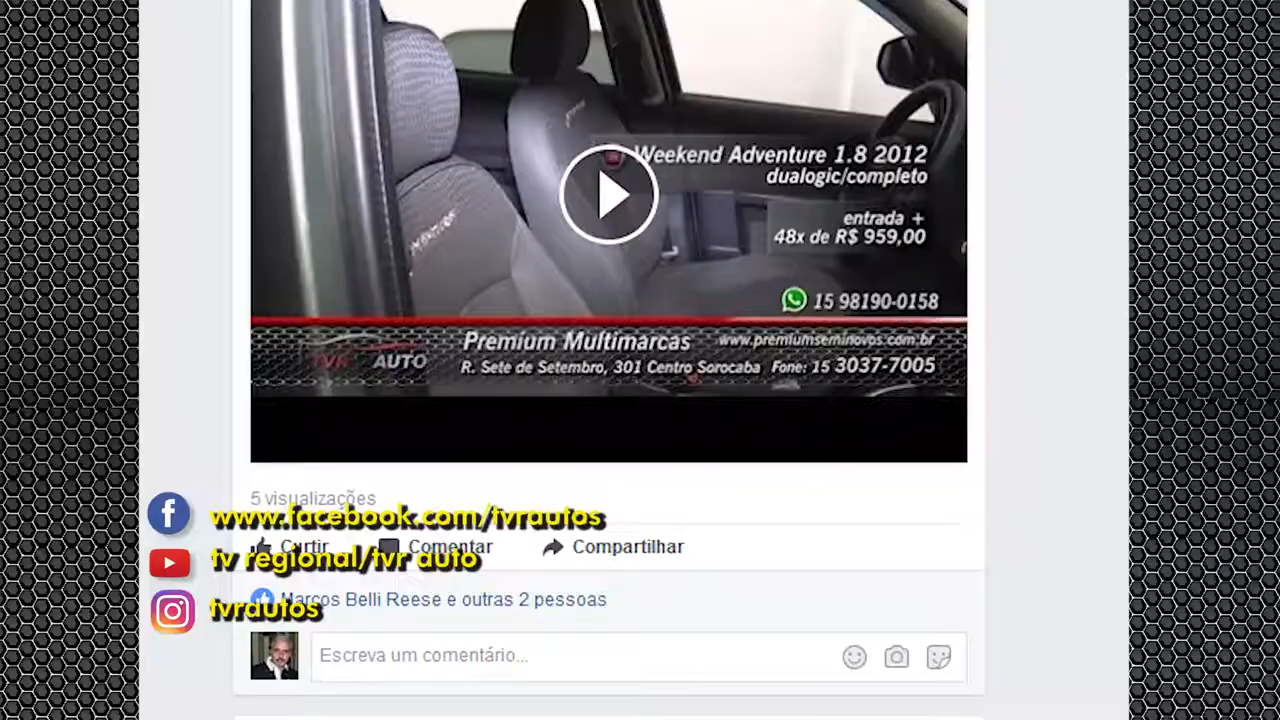 Weekend Adventure 1.8 2012
dualogic/completo
entrada +
48x de R$ 959,00
15 98190-0158
TVR AUTO
Premium Multimarcas
www.premiumseminovos.com.br
R. Sete de Setembro, 301 Centro Sorocaba Fone: 15 3037-7005
5 visualizações
www.facebook.com/tvrautos
Curtir Comentar Compartilhar
tv regional/tvr auto
Marcos Belli Reese e outras 2 pessoas
tvrautos
Escreva um comentário...